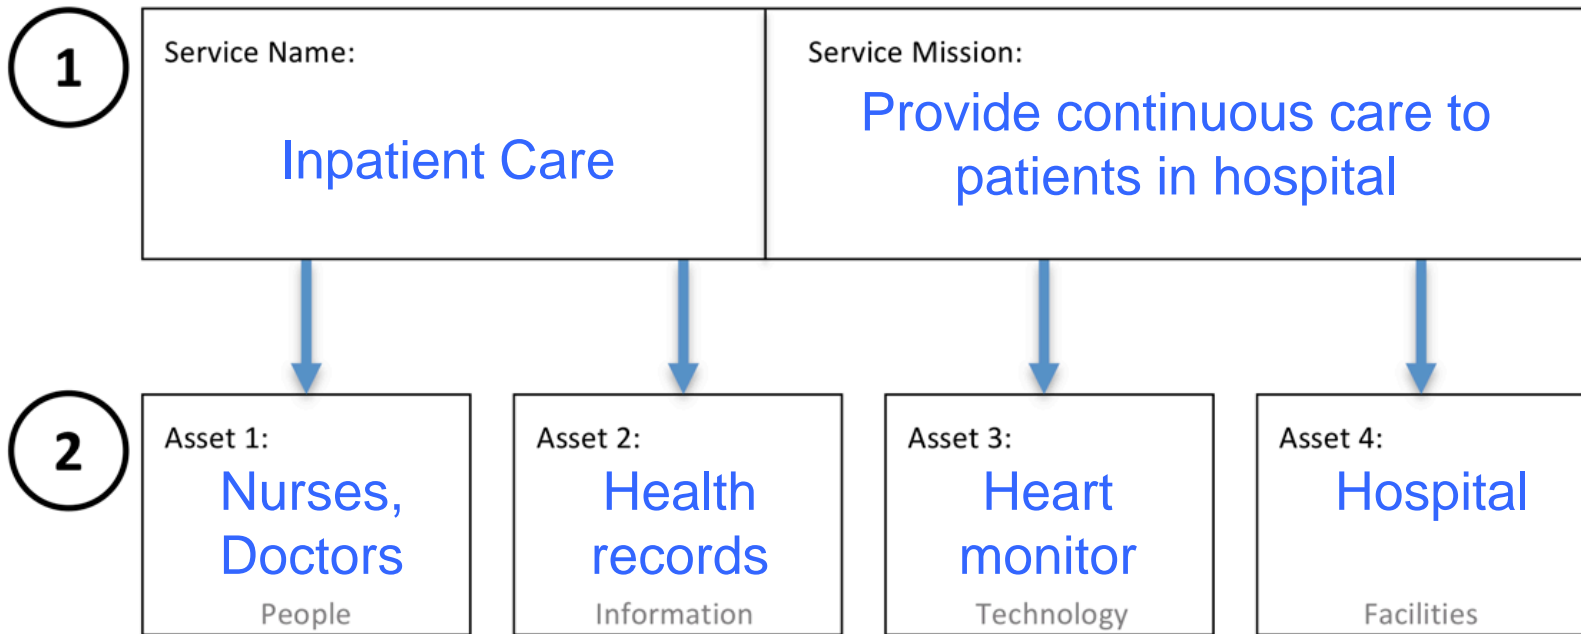 1
Service Name:
Inpatient Care
Service Mission:
Provide continuous care to
patients in hospital
2
Asset 1:
Nurses,
Doctors
People
Asset 2:
Health
records
Information
Asset 3:
Heart
monitor
Technology
Asset 4:
Hospital
Facilities